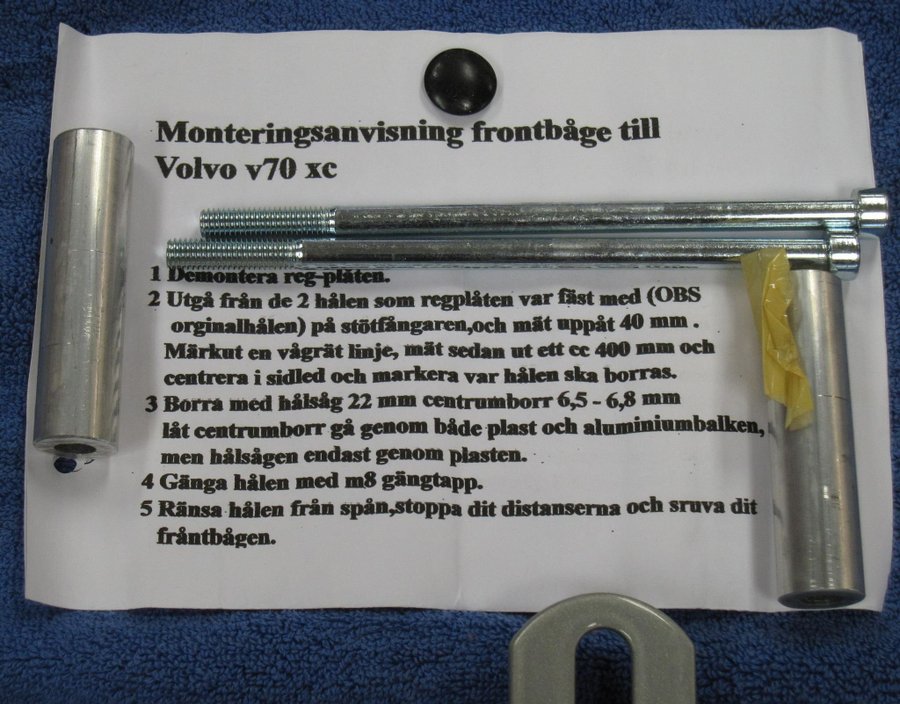 Monteringsanvisning frontbåge till
Volvo v70 xc
1 Demontera reg-plåten.
2 Utgå från de 2 hålen som regplåten var fäst med (OBS
orginalhålen) på stötfångaren,och mät uppåt 40 mm .
Märkut en vågrät linje, mät sedan ut ett cc 400 mm och
centrera i sidled och markera var hålen ska borras.
3 Borra med hålsåg 22 mm centrumborr 6,5 - 6,8 mm
låt centrumborr gå genom både plast och aluminiumbalken,
men hålsågen endast genom plasten.
4 Gänga hålen med m8 gängtapp.
5 Ränsa hålen från spån,stoppa dit distanserna och sruva dit
fråntbågen.